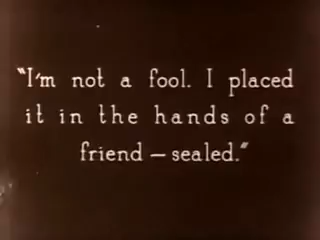 "I'm not a fool. I placed
it in the hands of a
friend – sealed."